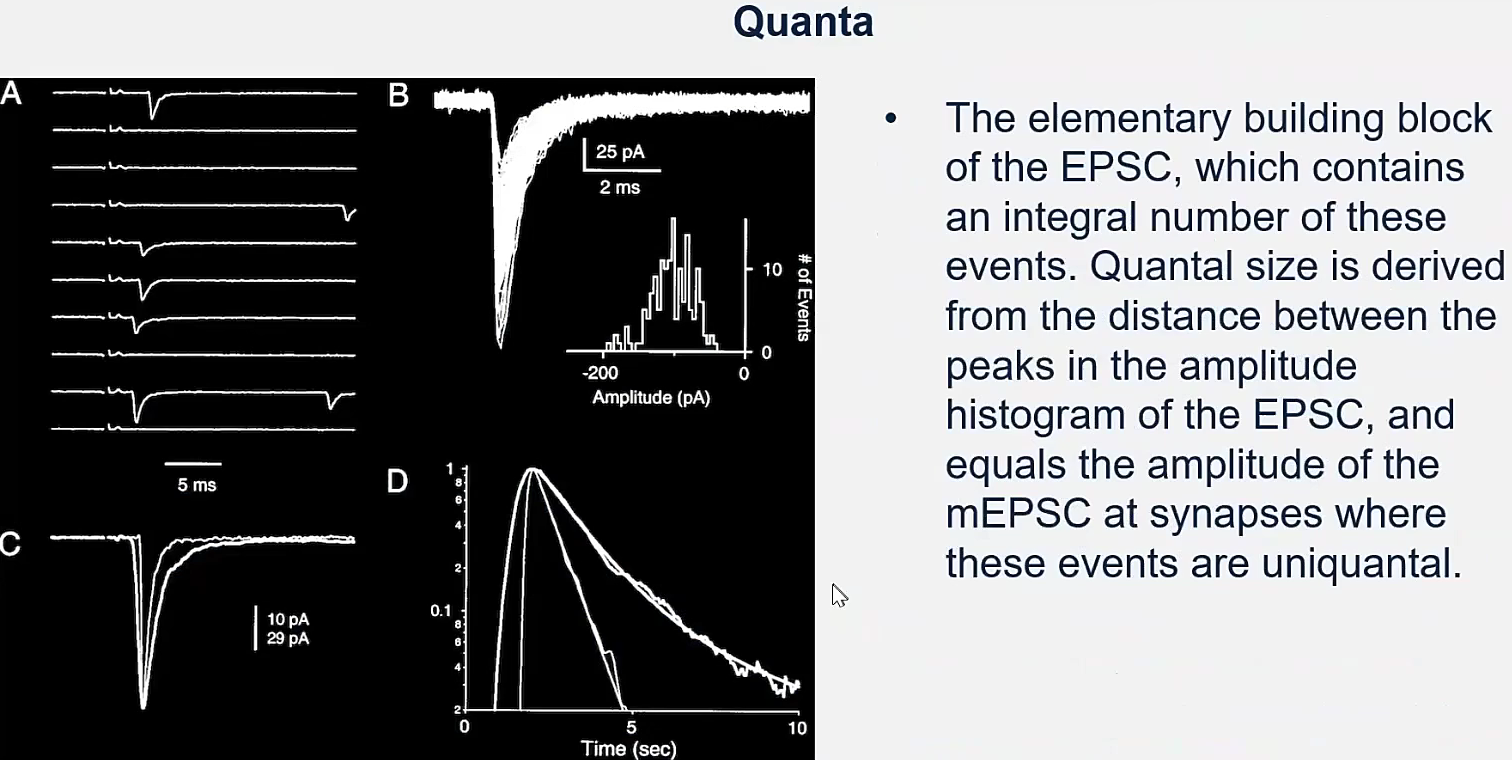 Quanta
A
5 ms
B
25 pA
2 ms
10
0
# of Events
-200
0
Amplitude (pA)
C
10 pA
29 pA
D
1
8
6
4
2
0.1
8
6
4
2
0
5
10
Time (sec)
• The elementary building block
of the EPSC, which contains
an integral number of these
events. Quantal size is derived
from the distance between the
peaks in the amplitude
histogram of the EPSC, and
equals the amplitude of the
mEPSC at synapses where
these events are uniquantal.